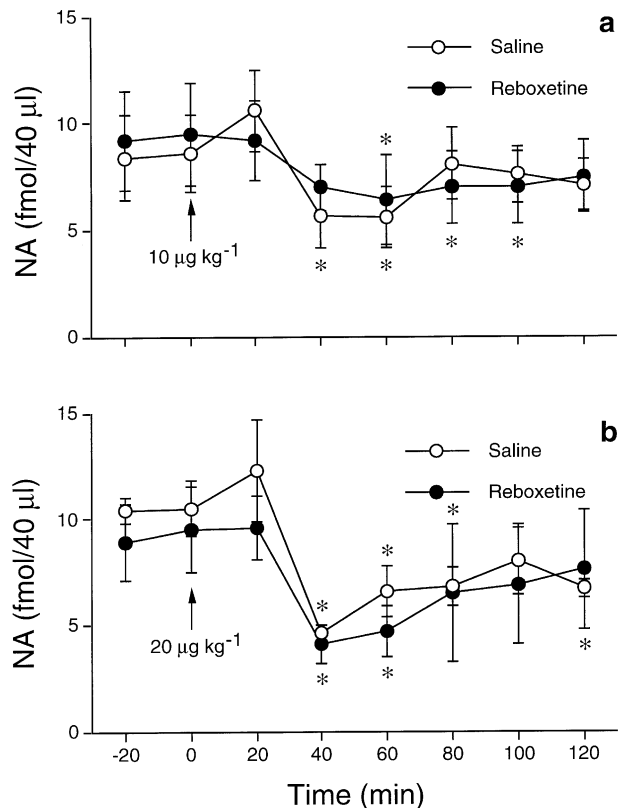 a
Saline
Reboxetine
15
10
5
0
NA (fmol/40 μl)
10 μg kg-1
*
* * * *
b
Saline
Reboxetine
15
10
5
0
NA (fmol/40 μl)
20 μg kg-1
* * *
* * *
-20 0 20 40 60 80 100 120
Time (min)